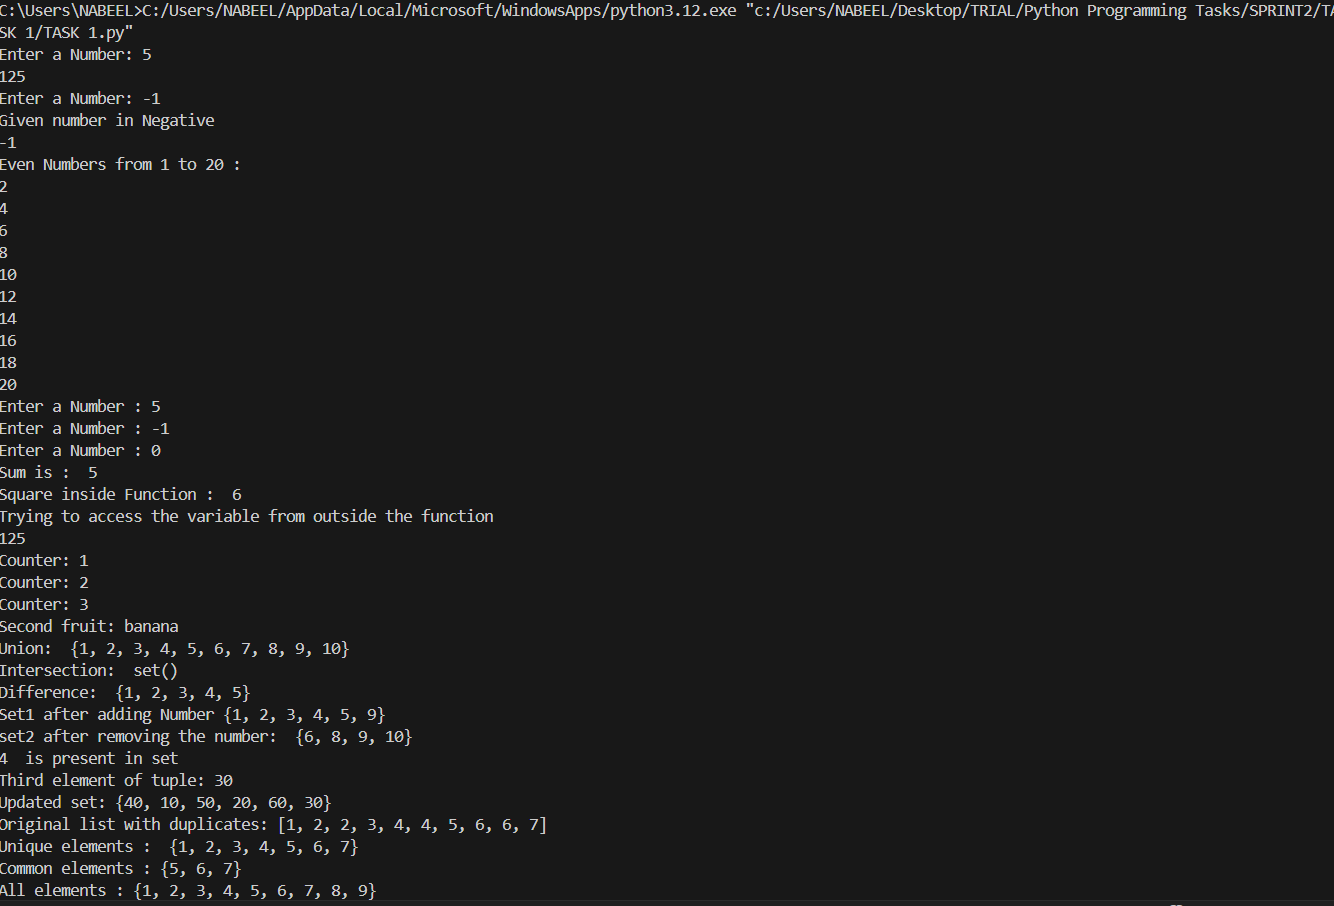 C:\Users\NABEEL>C:/Users/NABEEL/AppData/Local/Microsoft/WindowsApps/python3.12.exe "c:/Users/NABEEL/Desktop/TRIAL/Python Programming Tasks/SPRINT2/TA
SK 1/TASK 1.py"
Enter a Number: 5
125
Enter a Number: -1
Given number in Negative
-1
Even Numbers from 1 to 20 :
2
4
6
8
10
12
14
16
18
20
Enter a Number : 5
Enter a Number : -1
Enter a Number : 0
Sum is :  5
Square inside Function :  6
Trying to access the variable from outside the function
125
Counter: 1
Counter: 2
Counter: 3
Second fruit: banana
Union:  {1, 2, 3, 4, 5, 6, 7, 8, 9, 10}
Intersection:  set()
Difference:  {1, 2, 3, 4, 5}
Set1 after adding Number {1, 2, 3, 4, 5, 9}
set2 after removing the number:  {6, 8, 9, 10}
4  is present in set
Third element of tuple: 30
Updated set: {40, 10, 50, 20, 60, 30}
Original list with duplicates: [1, 2, 2, 3, 4, 4, 5, 6, 6, 7]
Unique elements :  {1, 2, 3, 4, 5, 6, 7}
Common elements : {5, 6, 7}
All elements : {1, 2, 3, 4, 5, 6, 7, 8, 9}